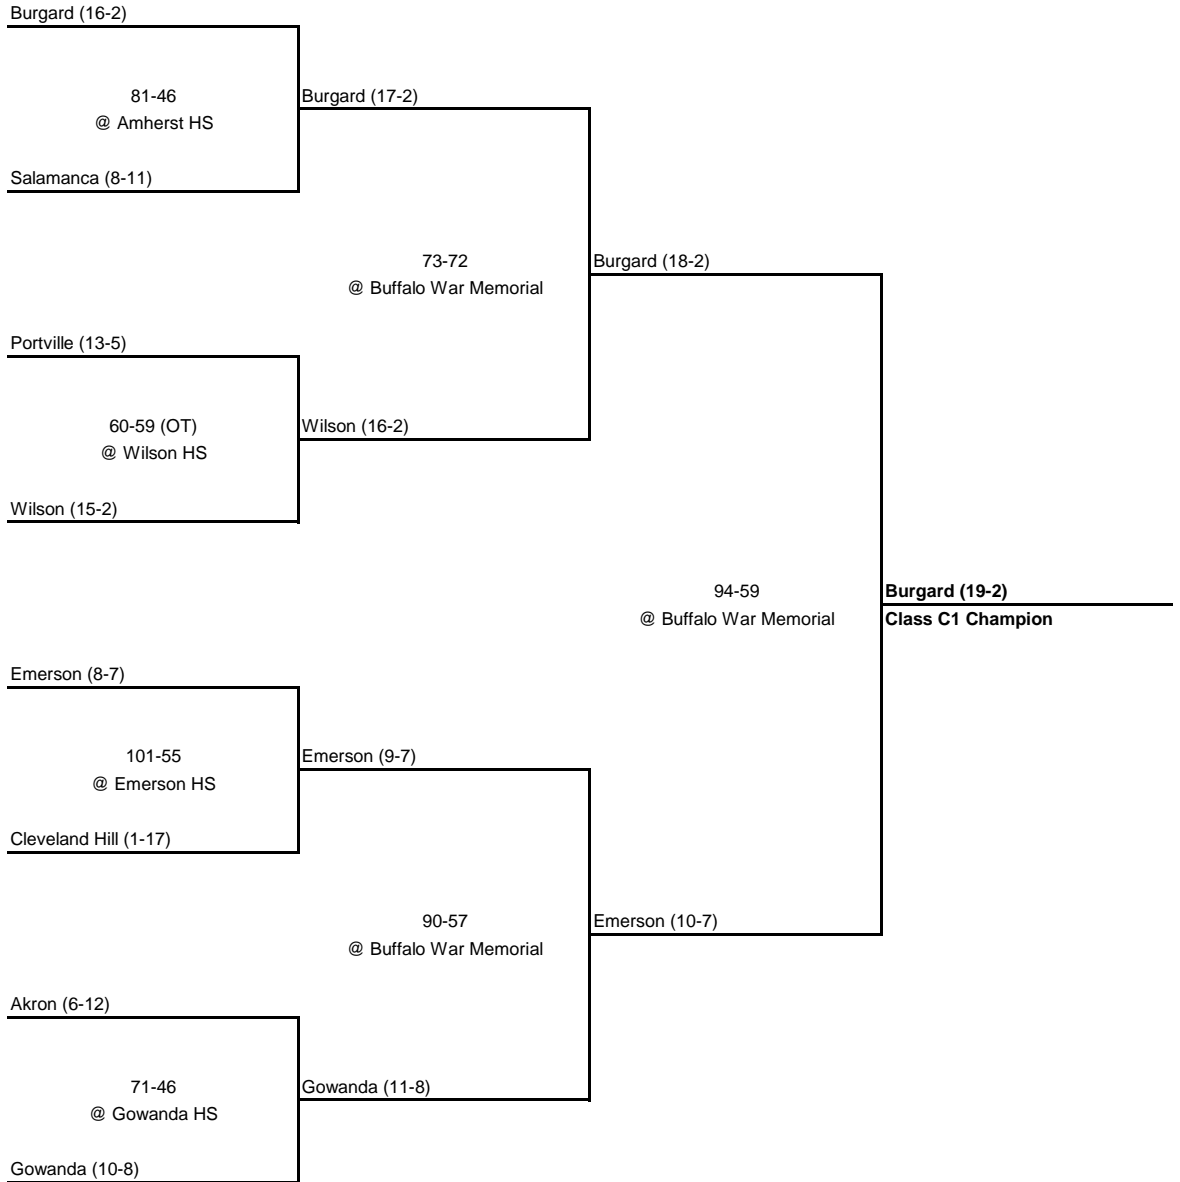 Burgard (16-2)
81-46
@ Amherst HS
Burgard (17-2)
Salamanca (8-11)
73-72
@ Buffalo War Memorial
Burgard (18-2)
Portville (13-5)
60-59 (OT)
@ Wilson HS
Wilson (16-2)
Wilson (15-2)
94-59
@ Buffalo War Memorial
Burgard (19-2)
Class C1 Champion
Emerson (8-7)
101-55
@ Emerson HS
Emerson (9-7)
Cleveland Hill (1-17)
90-57
@ Buffalo War Memorial
Emerson (10-7)
Akron (6-12)
71-46
@ Gowanda HS
Gowanda (11-8)
Gowanda (10-8)